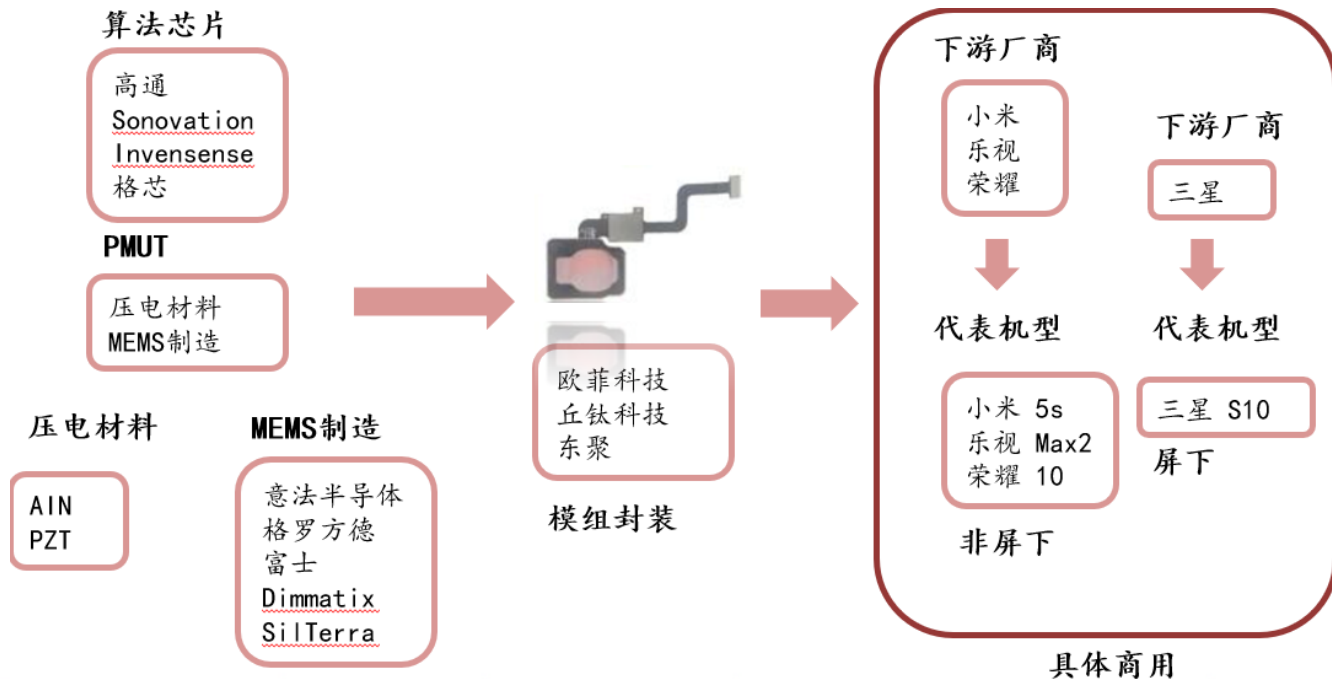 算法芯片
高通
Sonovation
Invensense
格芯
PMUT
压电材料
MEMS制造
压电材料
AIN
PZT
MEMS制造
意法半导体
格罗方德
富士
Dimmatix
SilTerra
欧菲科技
丘钛科技
东聚
模组封装
下游厂商
小米
乐视
荣耀
代表机型
小米 5s
乐视 Max2
荣耀 10
非屏下
下游厂商
三星
代表机型
三星 S10
屏下
具体商用